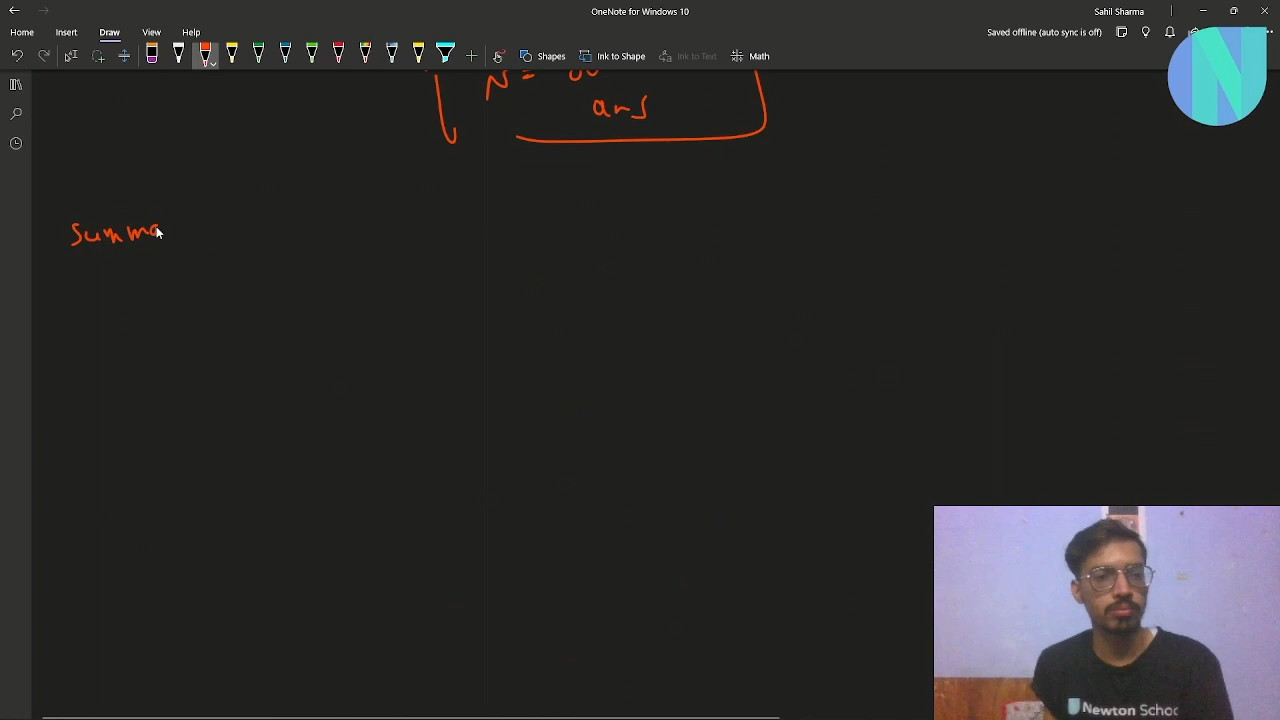 OneNote for Windows 10
Sahil Sharma
Home Insert Draw View Help
Saved offline (auto sync is off)
Shapes Ink to Shape Ink to Text Math
N =
ans
Summa
Newton Schoo